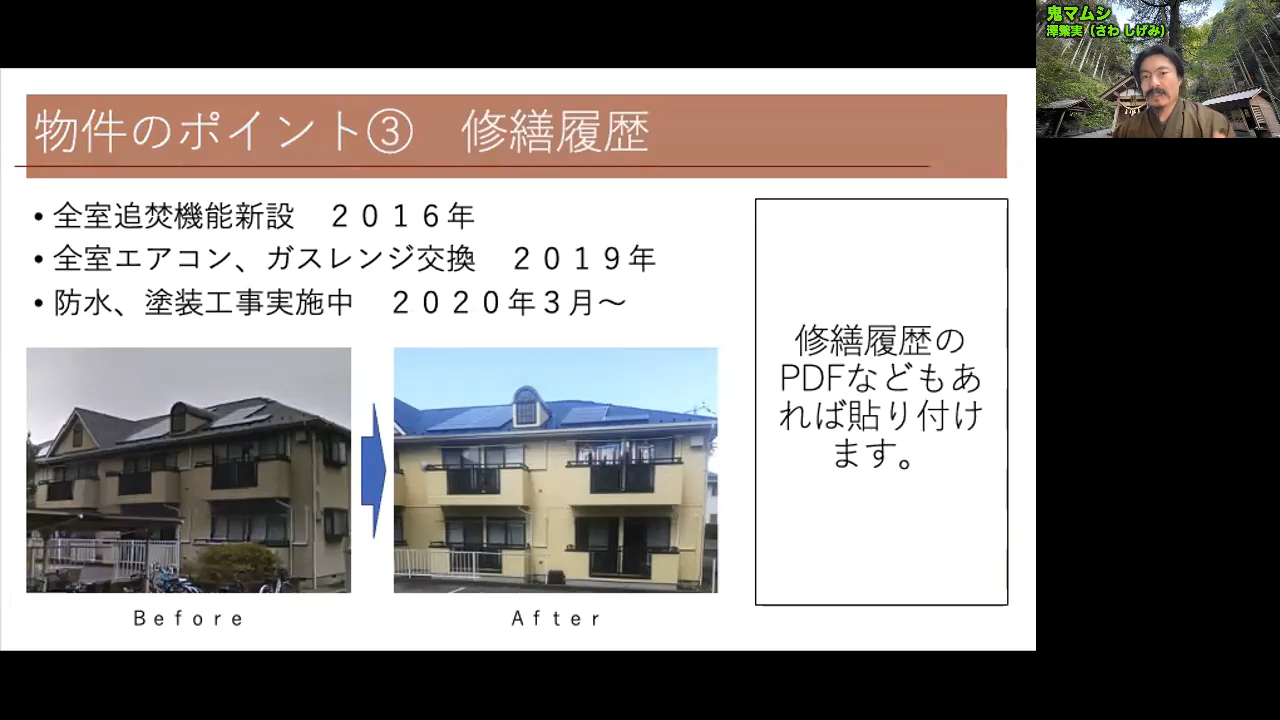 鬼マムシ
澤繁実（さわ しげみ）
物件のポイント③　修繕履歴
• 全室追焚機能新設　２０１６年
• 全室エアコン、ガスレンジ交換　２０１９年
• 防水、塗装工事実施中　２０２０年３月～
修繕履歴の
PDFなどもあ
れば貼り付け
ます。
Ｂｅｆｏｒｅ
Ａｆｔｅｒ